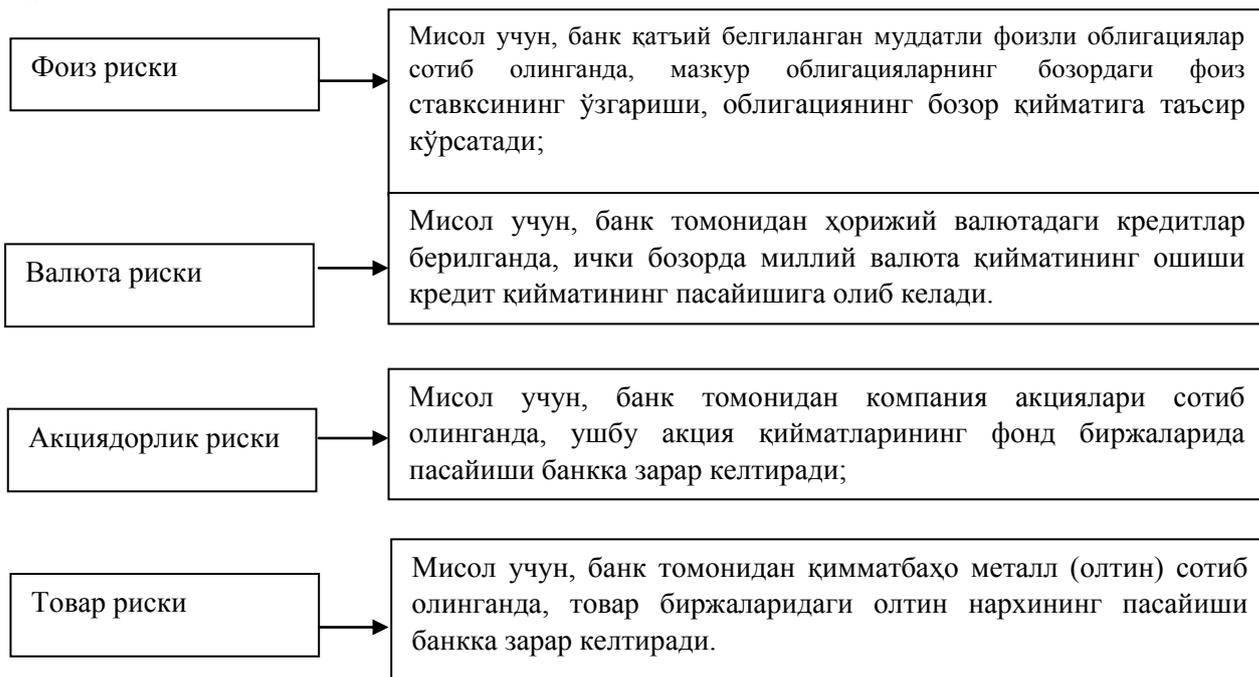 Фоиз риски
Мисол учун, банк қатъий белгиланган муддатли фоизли облигациялар
сотиб олинганда, мазкур облигацияларнинг бозордаги фоиз
ставксининг ўзгариши, облигациянинг бозор қийматига таъсир
кўрсатади;
Валюта риски
Мисол учун, банк томонидан ҳорижий валютадаги кредитлар
берилганда, ички бозорда миллий валюта қийматининг ошиши
кредит қийматининг пасайишига олиб келади.
Акциядорлик риски
Мисол учун, банк томонидан компания акциялари сотиб
олинганда, ушбу акция қийматларининг фонд биржаларида
пасайиши банкка зарар келтиради;
Товар риски
Мисол учун, банк томонидан қимматбаҳо металл (олтин) сотиб
олинганда, товар биржаларидаги олтин нархининг пасайиши
банкка зарар келтиради.